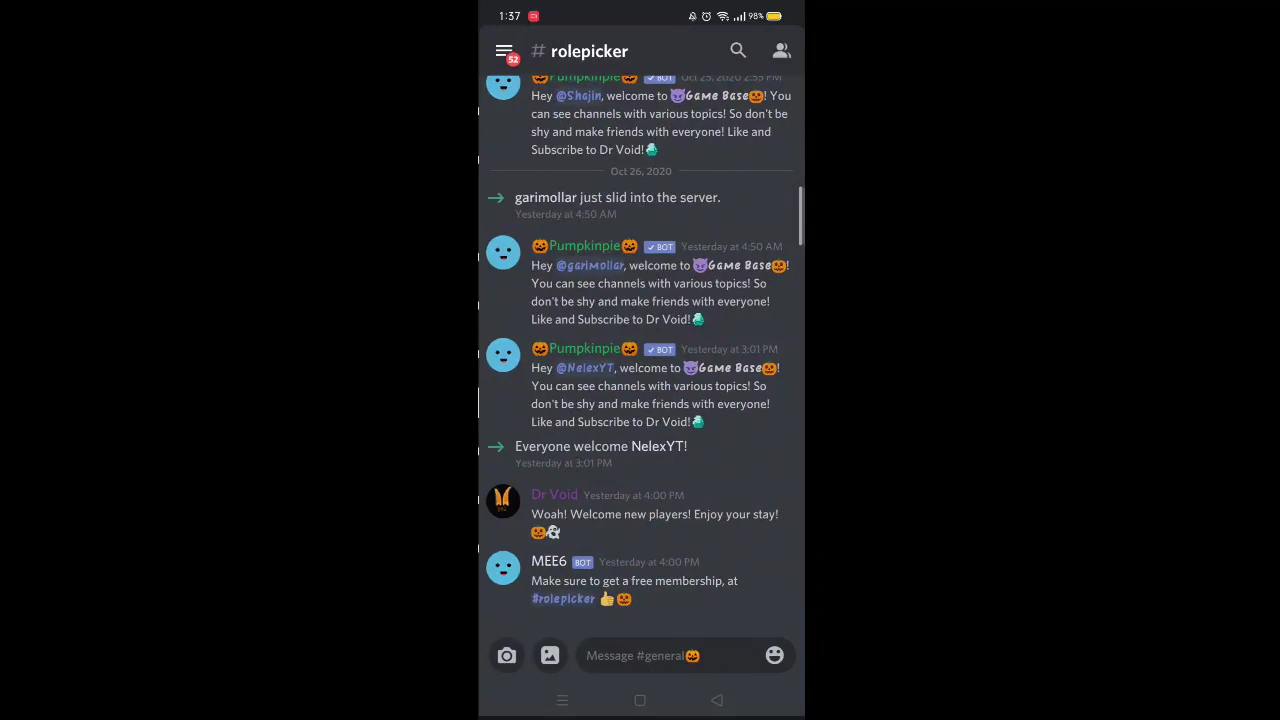 1:37
98%
52
# rolepicker
🎃Pumpkinpie🎃 ✓ BOT Oct 25, 2020 2:55 PM
Hey @Shajin, welcome to 😈Game Base🎃! You
can see channels with various topics! So don't be
shy and make friends with everyone! Like and
Subscribe to Dr Void!
Oct 26, 2020
garimollar just slid into the server.
Yesterday at 4:50 AM
🎃Pumpkinpie🎃 ✓ BOT Yesterday at 4:50 AM
Hey @garimollar, welcome to 😈Game Base🎃!
You can see channels with various topics! So
don't be shy and make friends with everyone!
Like and Subscribe to Dr Void!
🎃Pumpkinpie🎃 ✓ BOT Yesterday at 3:01 PM
Hey @NelexYT, welcome to 😈Game Base🎃!
You can see channels with various topics! So
don't be shy and make friends with everyone!
Like and Subscribe to Dr Void!
Everyone welcome NelexYT!
Yesterday at 3:01 PM
Dr Void Yesterday at 4:00 PM
Woah! Welcome new players! Enjoy your stay!
🎃👻
MEE6 BOT Yesterday at 4:00 PM
Make sure to get a free membership, at
#rolepicker 👍🎃
Message #general🎃